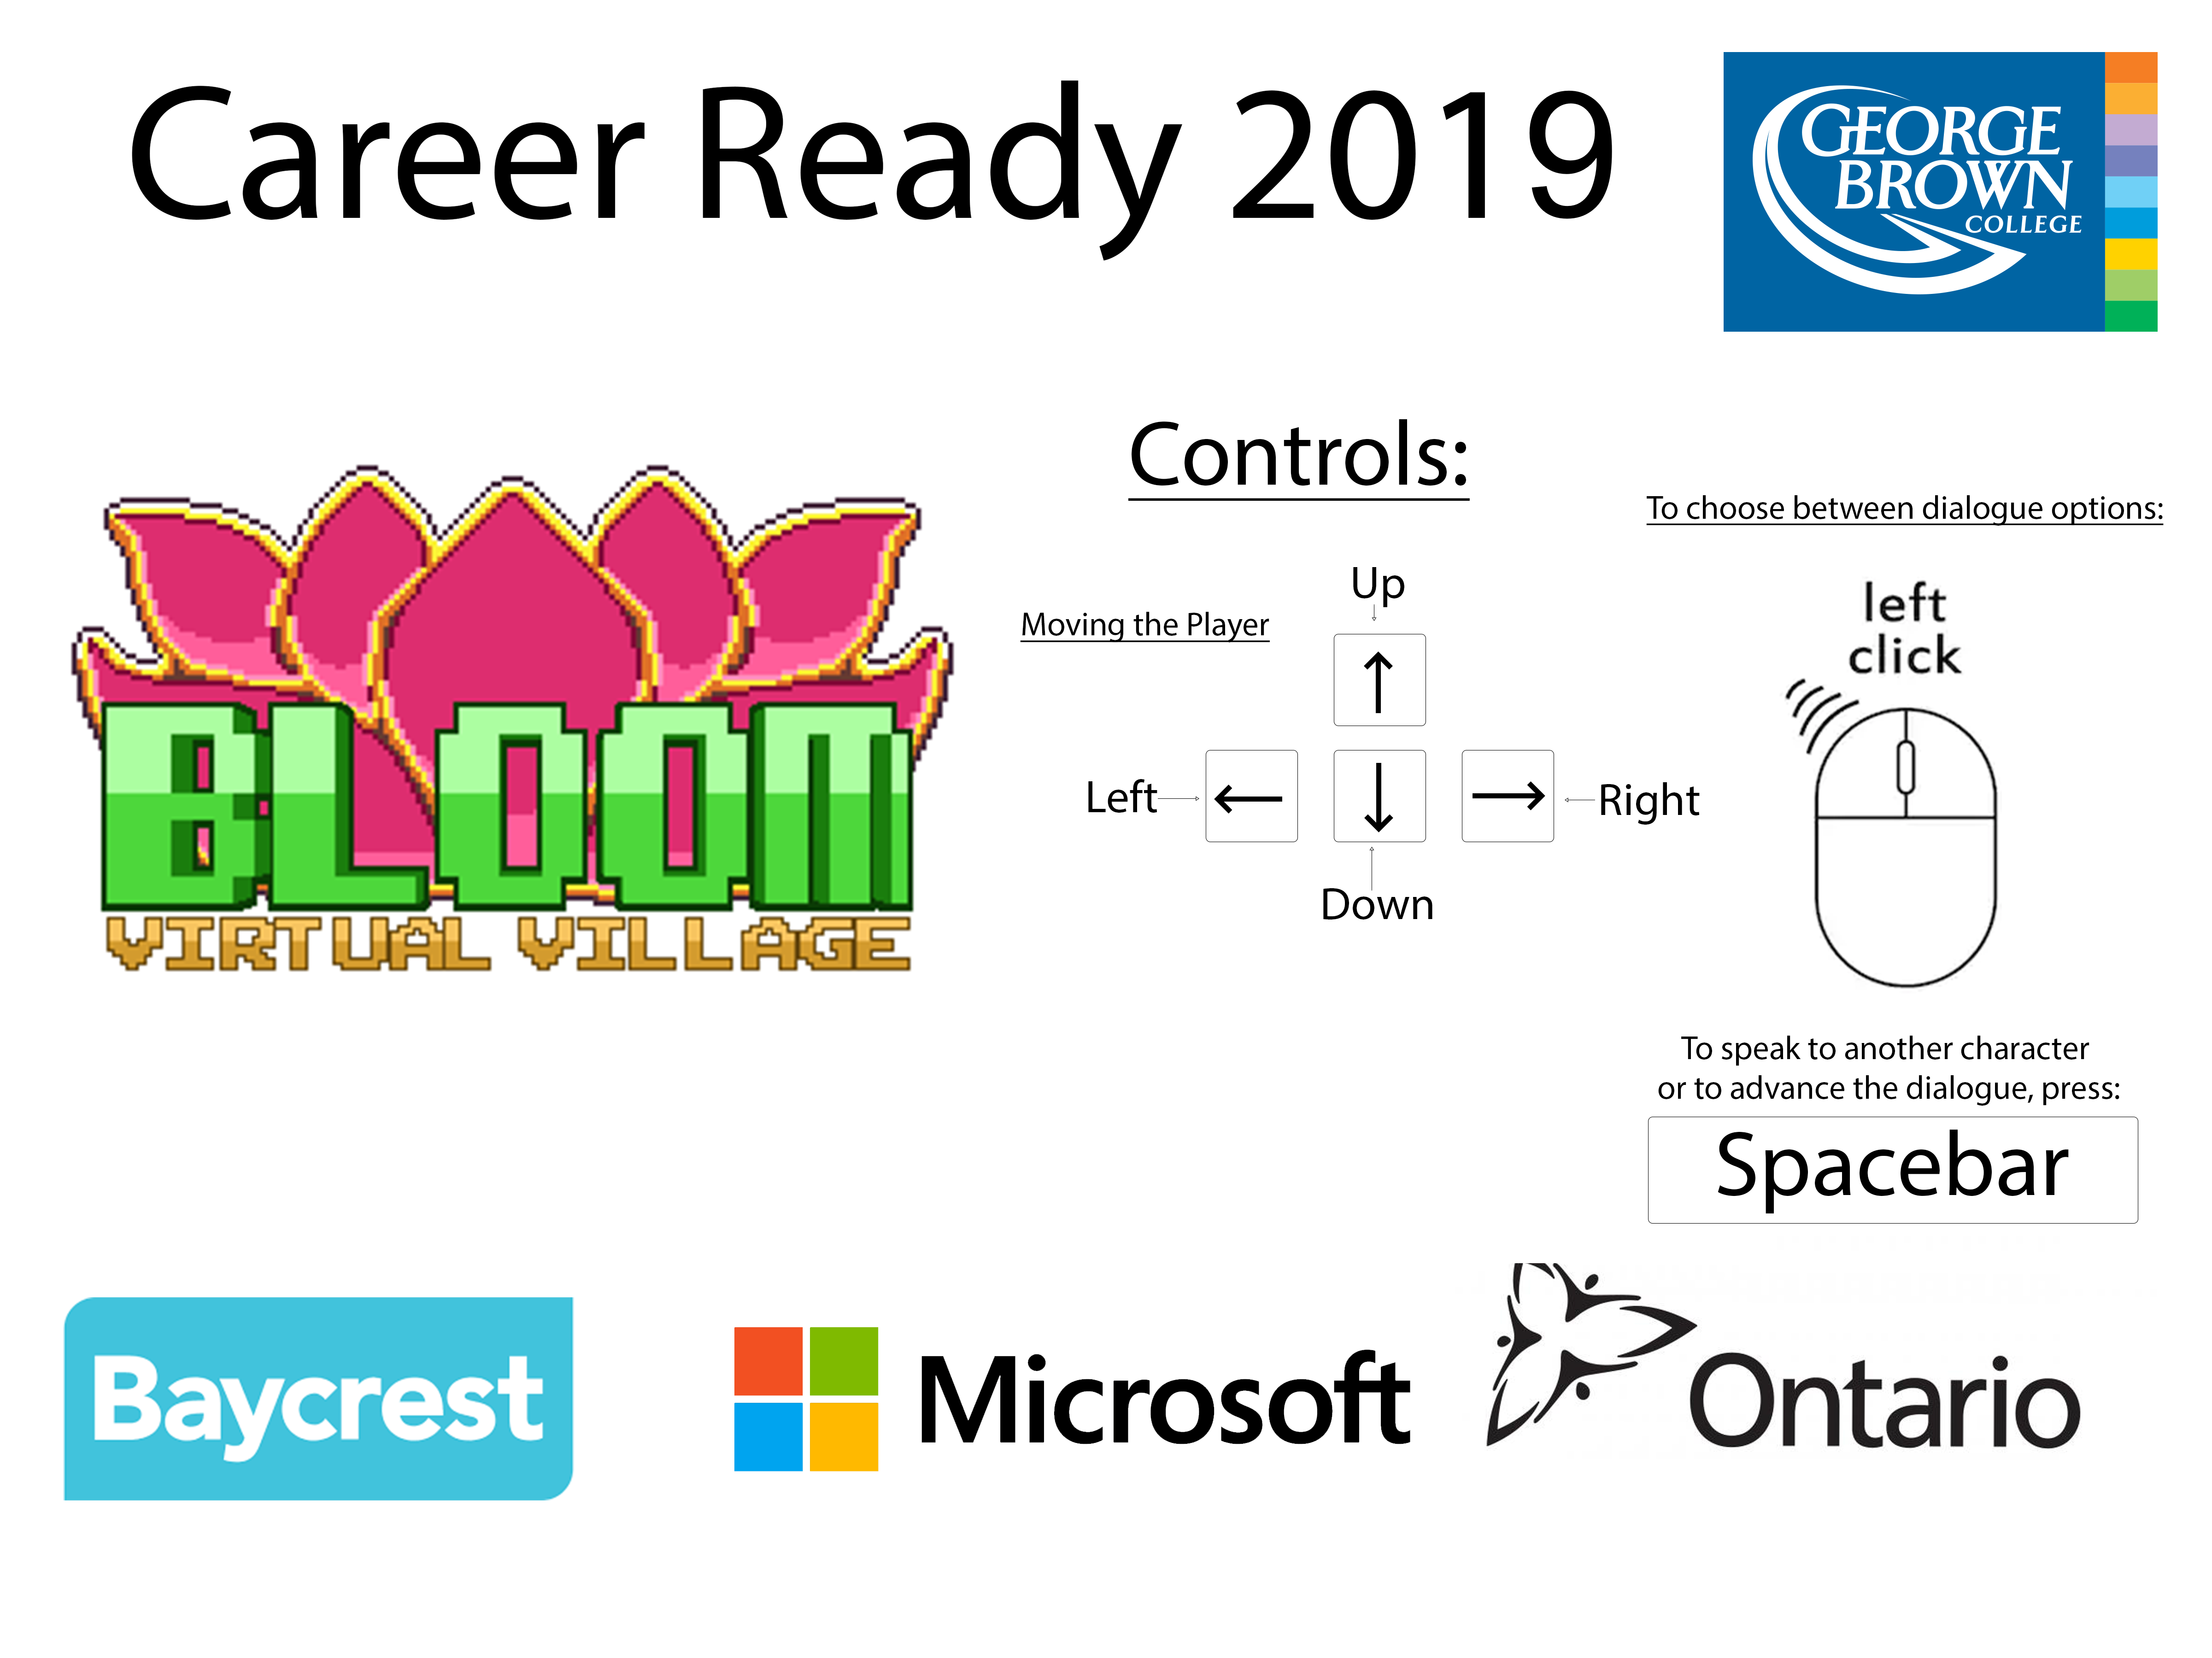 Career Ready 2019
GEORGE
BROWN
COLLEGE
Controls:
To choose between dialogue options:
Up
left
click
Moving the Player
Left
Right
Down
BLOOM
VIRTUAL VILLAGE
To speak to another character
or to advance the dialogue, press:
Spacebar
Baycrest
Microsoft
Ontario